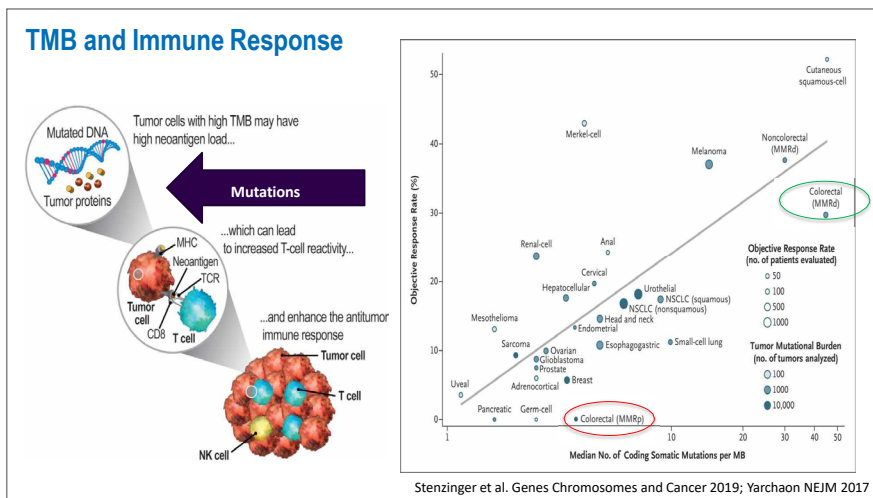 TMB and Immune Response
Mutated DNA
Tumor proteins
Tumor cells with high TMB may have
high neoantigen load...
Mutations
...which can lead
to increased T-cell reactivity...
MHC
Neoantigen
TCR
Tumor
cell
CD8
T cell
...and enhance the antitumor
immune response
Tumor cell
T cell
NK cell
Objective Response Rate (%)
50
40
30
20
10
0
Cutaneous
squamous-cell
Merkel-cell
Melanoma
Noncolorectal
(MMRd)
Colorectal
(MMRd)
Renal-cell
Anal
Cervical
Hepatocellular
Urothelial
NSCLC (squamous)
NSCLC (nonsquamous)
Mesothelioma
Head and neck
Endometrial
Small-cell lung
Esophagogastric
Sarcoma
Ovarian
Glioblastoma
Prostate
Adrenocortical
Breast
Uveal
Pancreatic
Germ-cell
Colorectal (MMRp)
Objective Response Rate
(no. of patients evaluated)
50
100
500
1000
Tumor Mutational Burden
(no. of tumors analyzed)
100
1000
10,000
1
10
20
30
40
50
Median No. of Coding Somatic Mutations per MB
Stenzinger et al. Genes Chromosomes and Cancer 2019; Yarchaon NEJM 2017